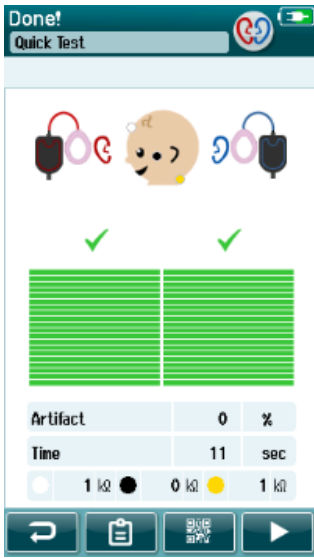 Done!
Quick Test
Artifact 0 %
Time 11 sec
1 kΩ 0 kΩ 1 kΩ